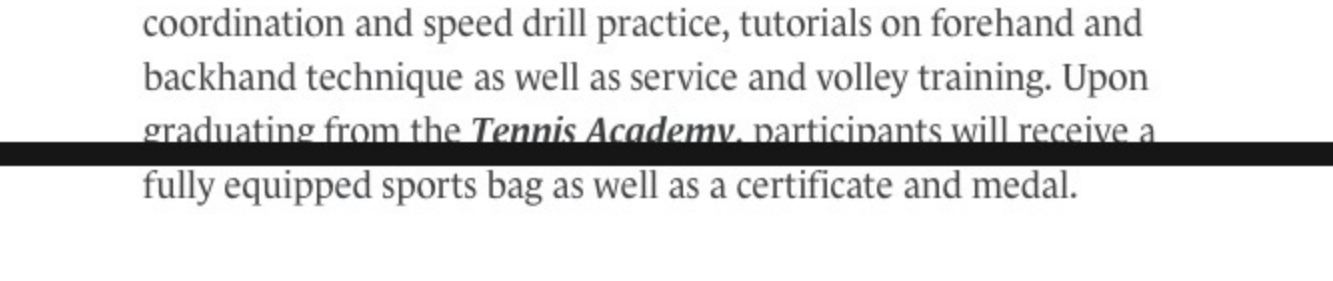 coordination and speed drill practice, tutorials on forehand and
backhand technique as well as service and volley training. Upon
graduating from the Tennis Academy, participants will receive a
fully equipped sports bag as well as a certificate and medal.